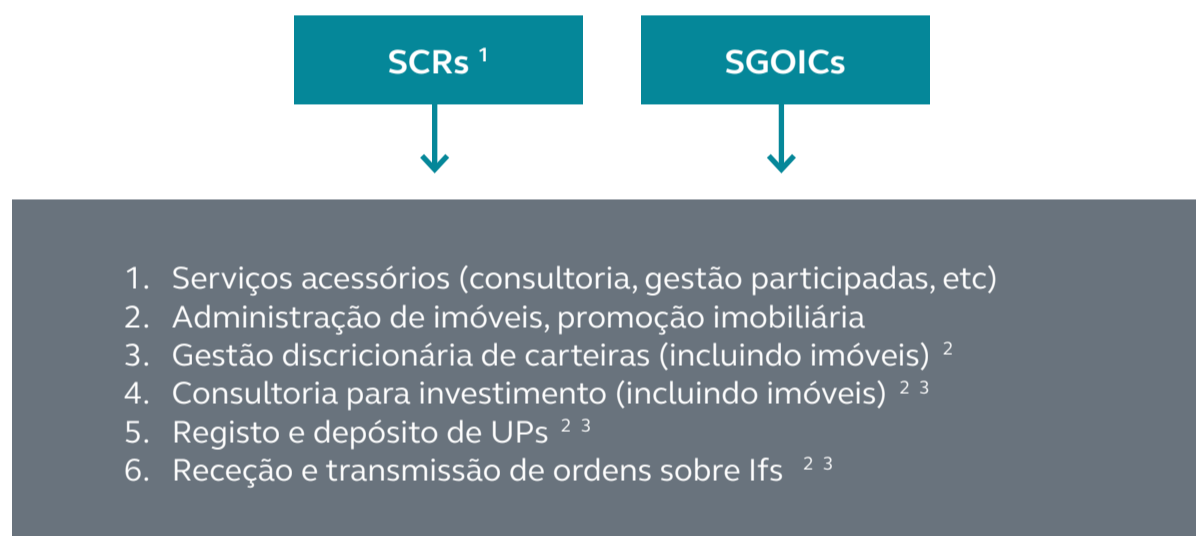 SCRs ¹
SGOICs
1. Serviços acessórios (consultoria, gestão participadas, etc)
2. Administração de imóveis, promoção imobiliária
3. Gestão discricionária de carteiras (incluindo imóveis) ²
4. Consultoria para investimento (incluindo imóveis) ² ³
5. Registo e depósito de UPs ² ³
6. Receção e transmissão de ordens sobre Ifs ² ³